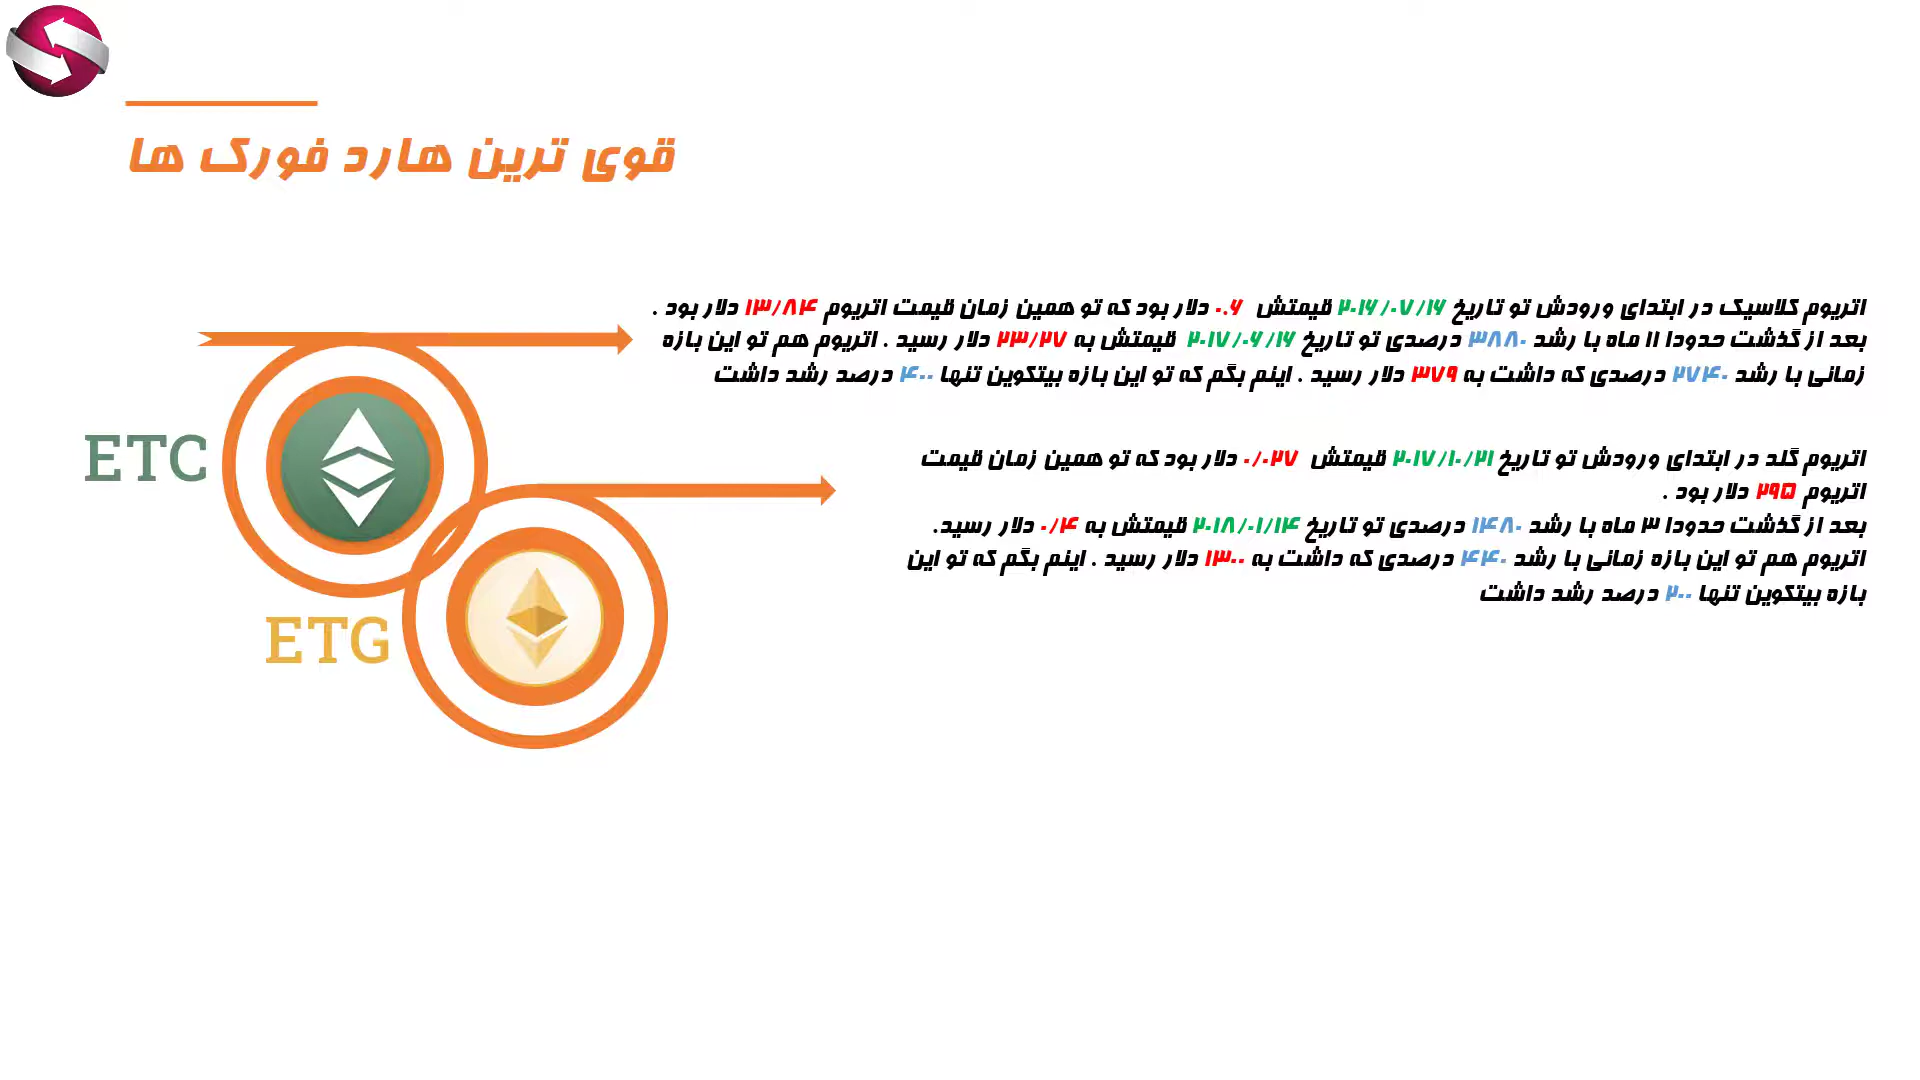 قوی ترین هارد فورک ها
اتریوم کلاسیک در ابتدای ورودش تو تاریخ ۲۰۱۶/۰۷/۱۶ قیمتش ۰.۶ دلار بود که تو همین زمان قیمت اتریوم ۱۳/۸۴ دلار بود .
بعد از گذشت حدودا ۱۱ ماه با رشد ۳۸۸۰ درصدی تو تاریخ ۲۰۱۷/۰۶/۱۶ قیمتش به ۲۳/۲۷ دلار رسید . اتریوم هم تو این بازه
زمانی با رشد ۲۷۴۰ درصدی که داشت به ۳۷۹ دلار رسید . اینم بگم که تو این بازه بیتکوین تنها ۴۰۰ درصد رشد داشت
ETC
اتریوم گلد در ابتدای ورودش تو تاریخ ۲۰۱۷/۱۰/۲۱ قیمتش ۰/۰۲۷ دلار بود که تو همین زمان قیمت
اتریوم ۲۹۵ دلار بود .
بعد از گذشت حدودا ۳ ماه با رشد ۱۴۸۰ درصدی تو تاریخ ۲۰۱۸/۰۱/۱۴ قیمتش به ۰/۴ دلار رسید.
اتریوم هم تو این بازه زمانی با رشد ۴۴۰ درصدی که داشت به ۱۳۰۰ دلار رسید . اینم بگم که تو این
بازه بیتکوین تنها ۲۰۰ درصد رشد داشت
ETG